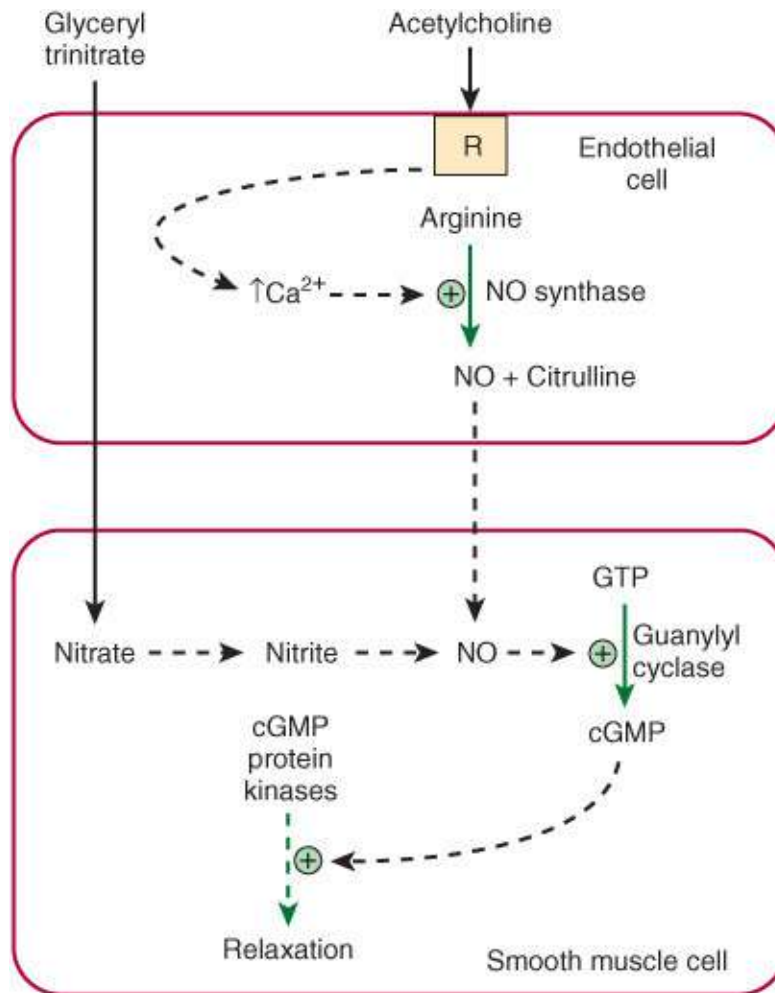 Glyceryl
trinitrate
Acetylcholine
R
Endothelial
cell
Arginine
↑Ca²⁺
+
NO synthase
NO + Citrulline
GTP
Nitrate
Nitrite
NO
+
Guanylyl
cyclase
cGMP
protein
kinases
cGMP
+
Relaxation
Smooth muscle cell